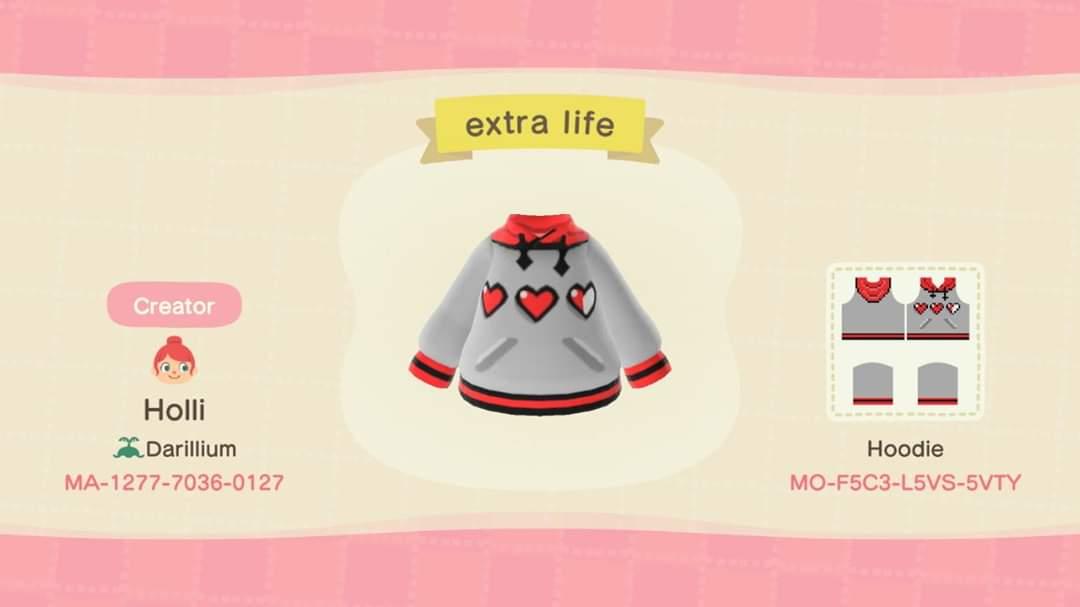 extra life
Creator
Holli
Darillium
MA-1277-7036-0127
Hoodie
MO-F5C3-L5VS-5VTY